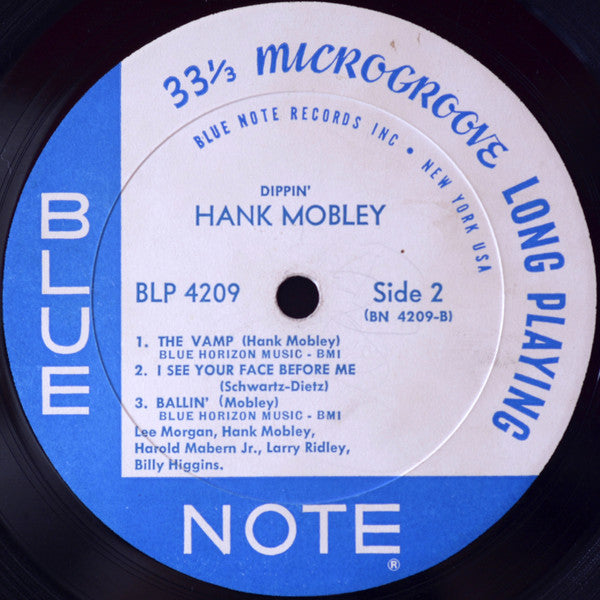 33⅓ MICROGROOVE LONG PLAYING
BLUE NOTE RECORDS INC • NEW YORK USA
DIPPIN'
HANK MOBLEY
BLP 4209
Side 2
(BN 4209-B)
1. THE VAMP (Hank Mobley)
BLUE HORIZON MUSIC - BMI
2. I SEE YOUR FACE BEFORE ME
(Schwartz-Dietz)
3. BALLIN' (Mobley)
BLUE HORIZON MUSIC - BMI
Lee Morgan, Hank Mobley,
Harold Mabern Jr., Larry Ridley,
Billy Higgins.
BLUE
NOTE®